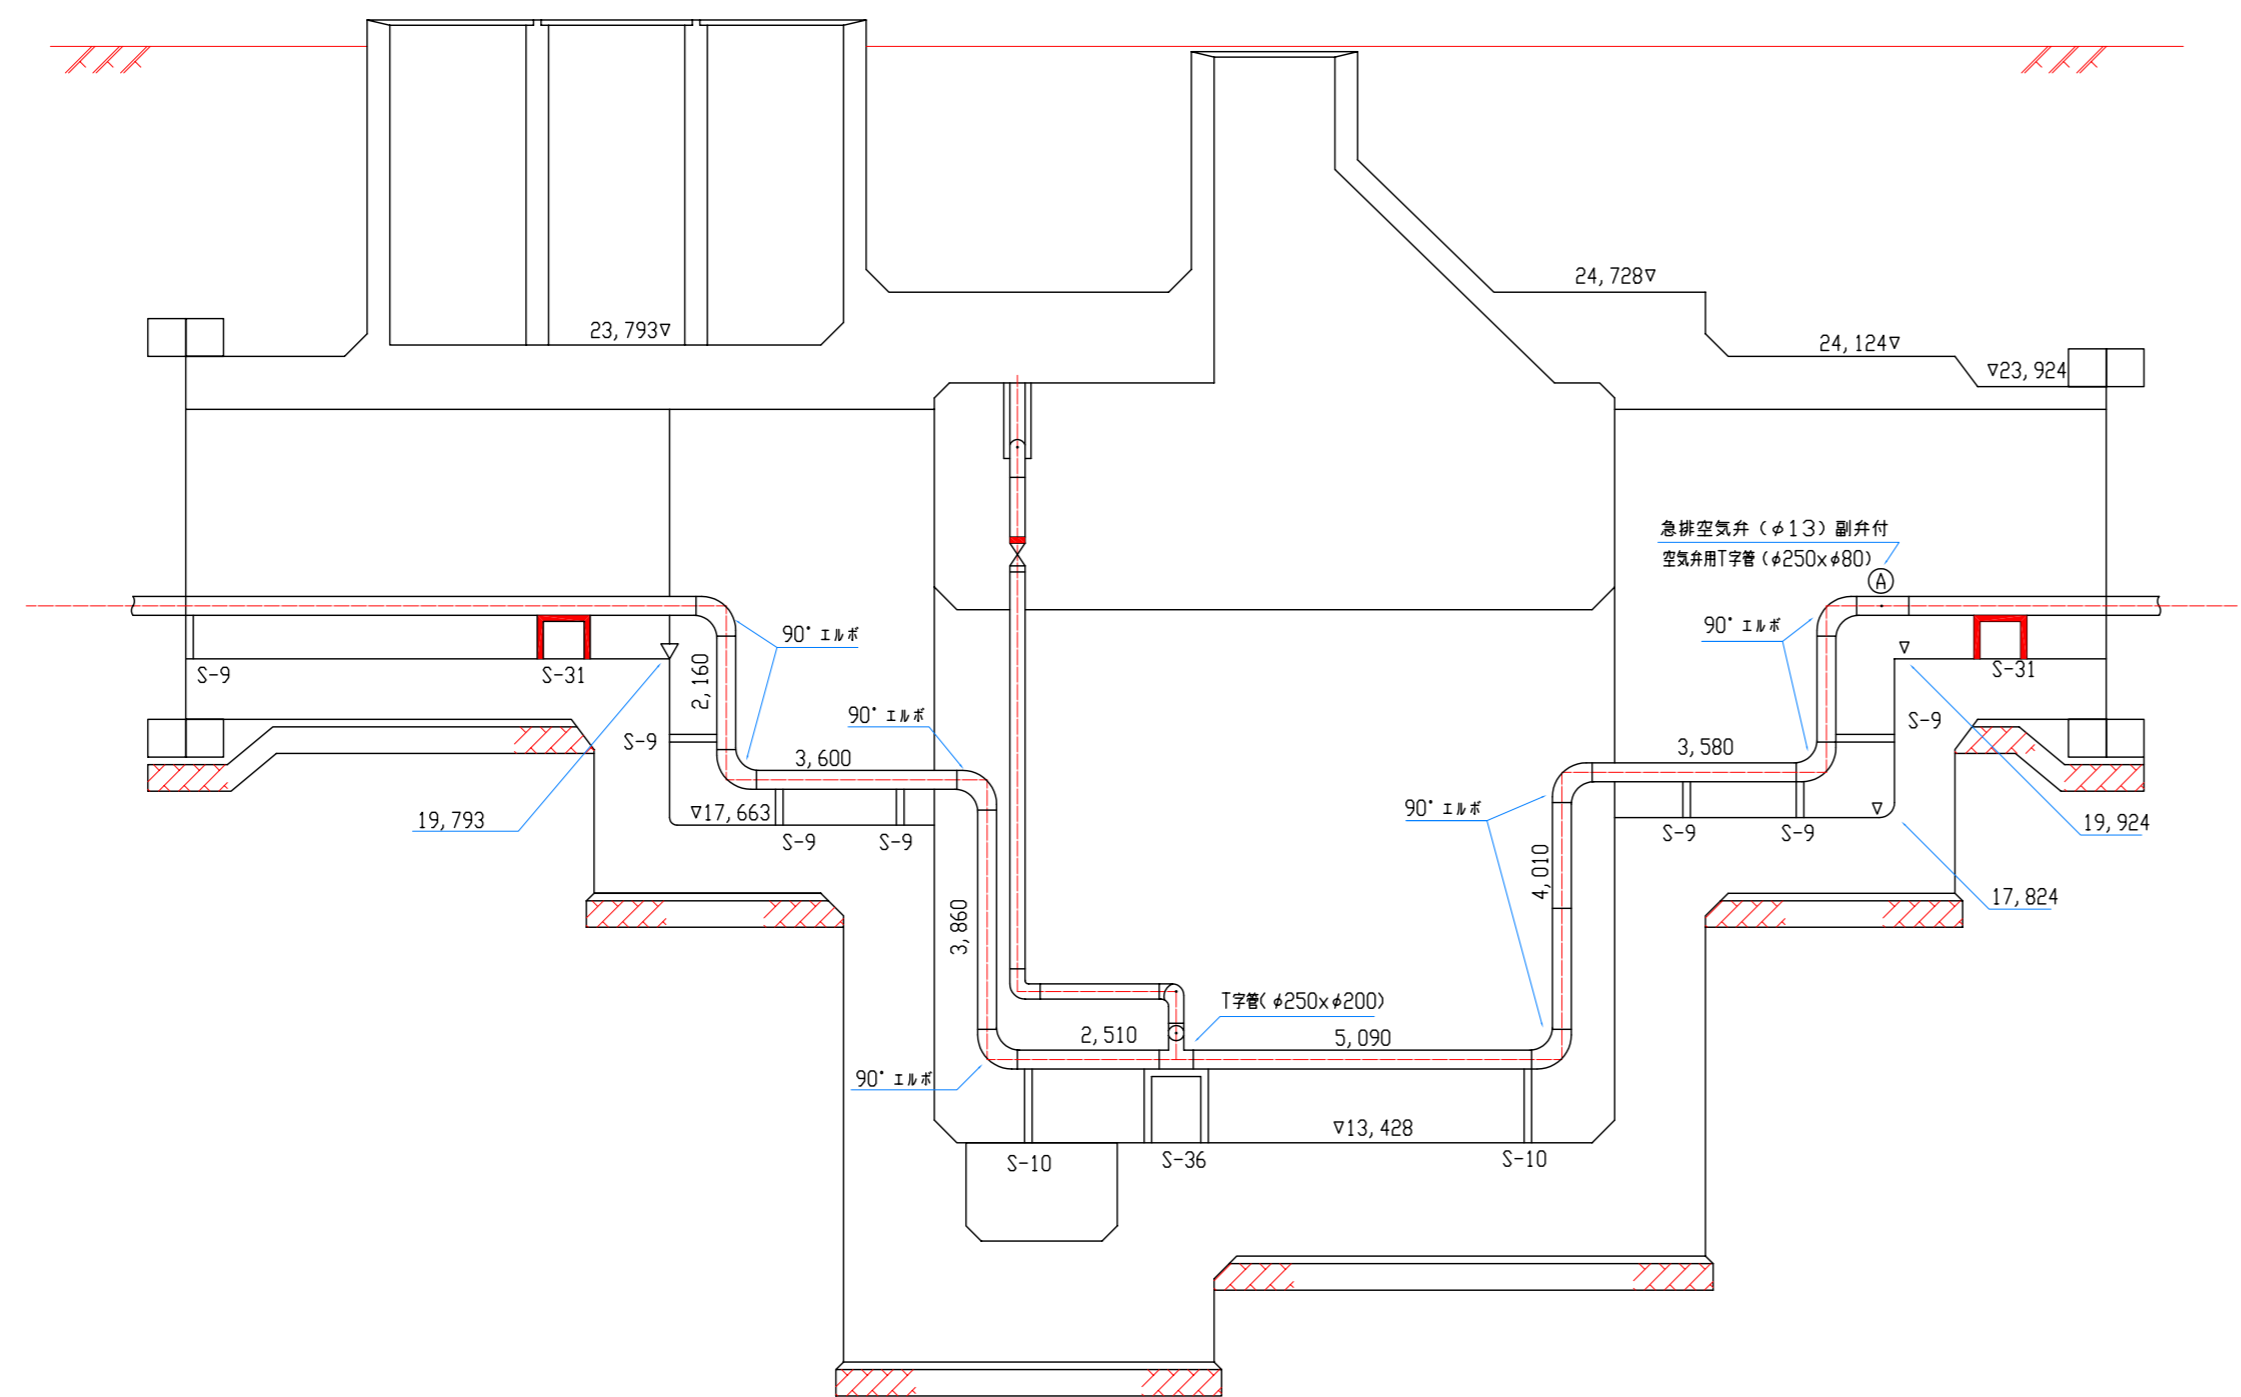 24,728▽
23,793▽
24,124▽
▽23,924
急排空気弁(φ13)副弁付
空気弁用T字管(φ250xφ80)
A
90° エルボ
90° エルボ
S-9
S-31
2,160
▽
S-31
90° エルボ
S-9
S-9
3,600
3,580
19,793
▽17,663
90° エルボ
▽
19,924
S-9
S-9
S-9
S-9
4,010
17,824
3,860
T字管(φ250xφ200)
2,510
5,090
90° エルボ
▽13,428
S-10
S-36
S-10